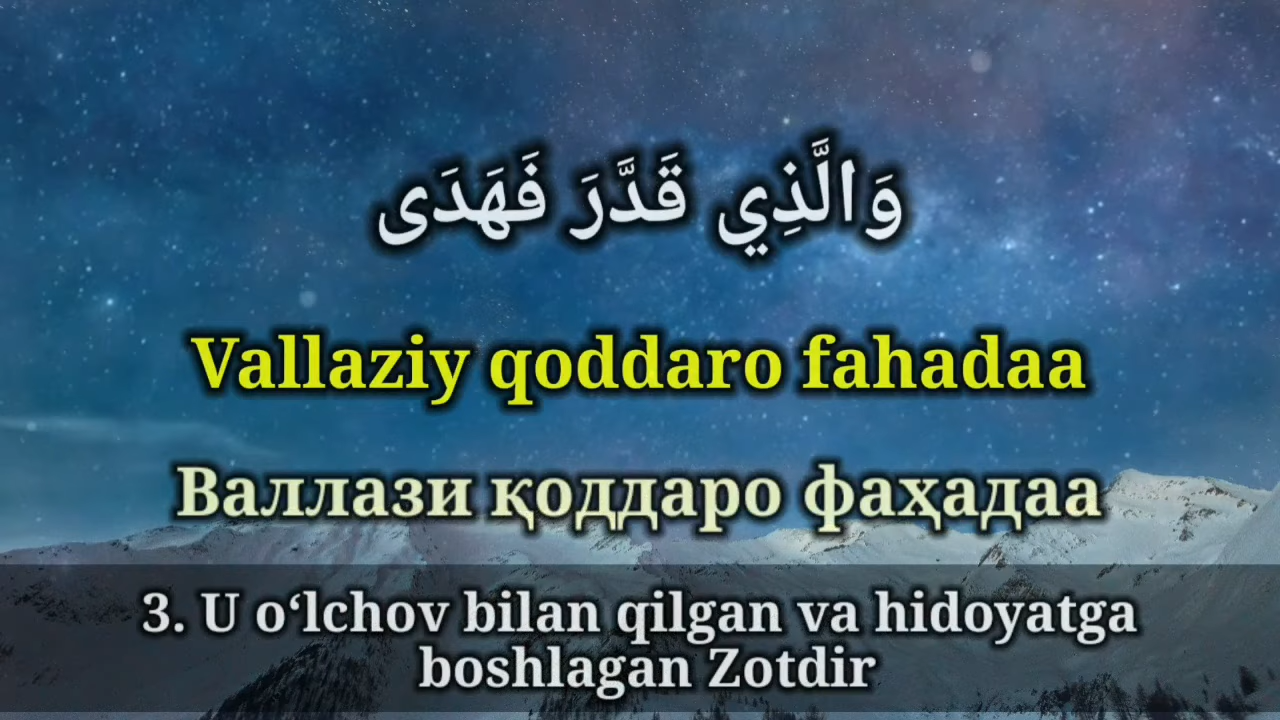 وَالَّذِي قَدَّرَ فَهَدَى
Vallaziy qoddaro fahadaa
Валлази қоддаро фаҳадаа
3. U o‘lchov bilan qilgan va hidoyatga
boshlagan Zotdir